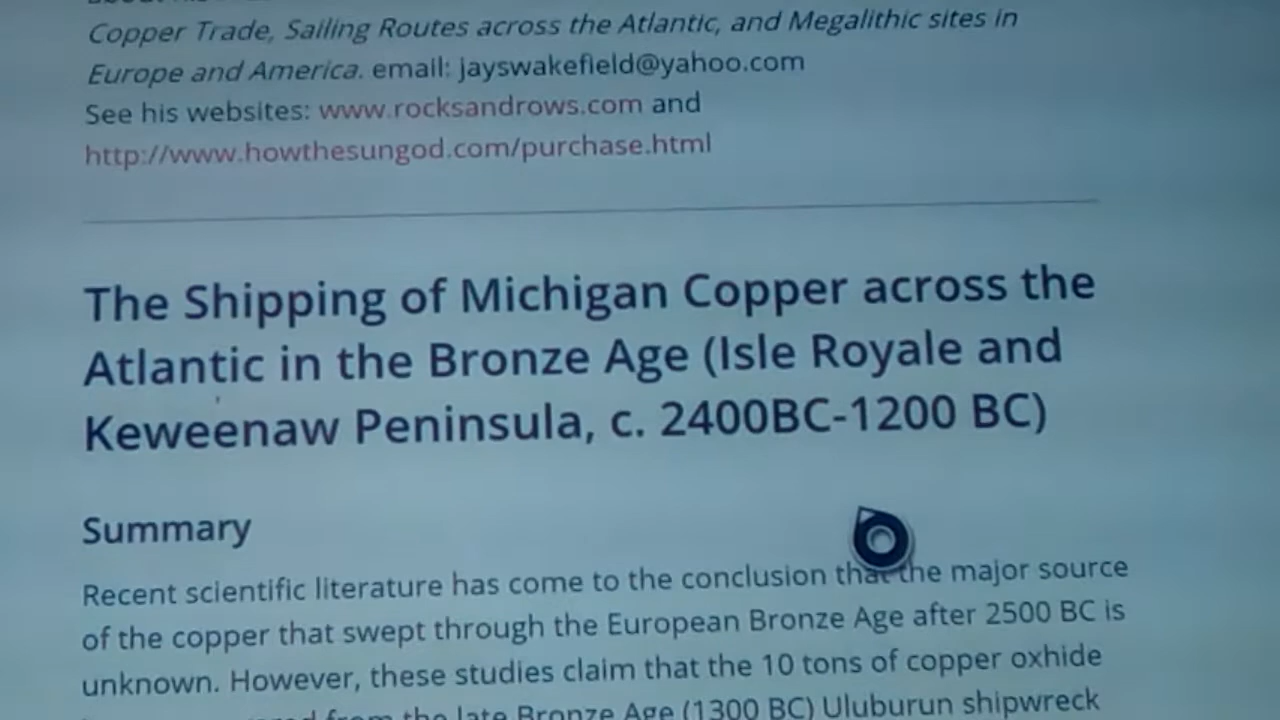 Copper Trade, Sailing Routes across the Atlantic, and Megalithic sites in
Europe and America. email: jayswakefield@yahoo.com
See his websites: www.rocksandrows.com and
http://www.howthesungod.com/purchase.html
The Shipping of Michigan Copper across the
Atlantic in the Bronze Age (Isle Royale and
Keweenaw Peninsula, c. 2400BC-1200 BC)
Summary
Recent scientific literature has come to the conclusion that the major source
of the copper that swept through the European Bronze Age after 2500 BC is
unknown. However, these studies claim that the 10 tons of copper oxhide
from the late Bronze Age (1300 BC) Uluburun shipwreck